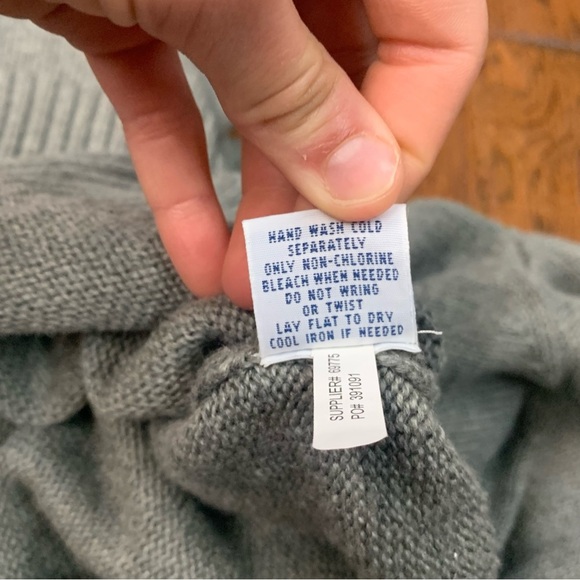 HAND WASH COLD
SEPARATELY
ONLY NON-CHLORINE
BLEACH WHEN NEEDED
DO NOT WRING
OR TWIST
LAY FLAT TO DRY
COOL IRON IF NEEDED
SUPPLIER# 69775
PO# 391091